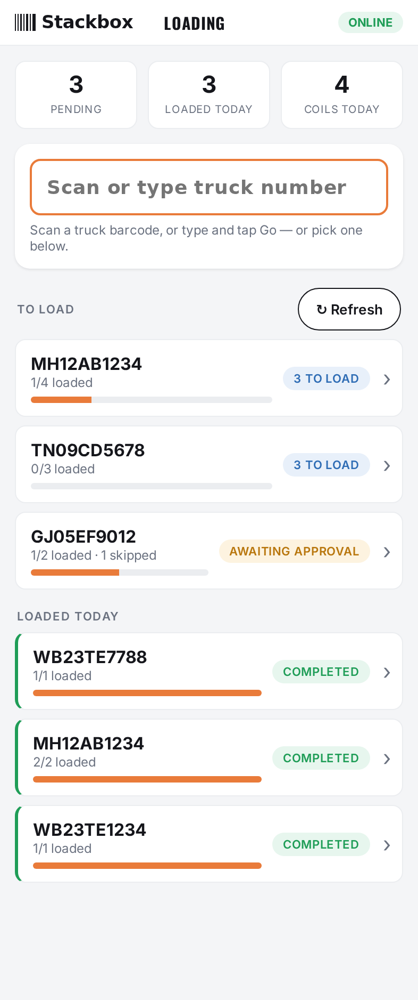 Stackbox LOADING ONLINE
3 3 4
PENDING LOADED TODAY COILS TODAY
Scan or type truck number
Scan a truck barcode, or type and tap Go — or pick one
below.
TO LOAD ↻ Refresh
MH12AB1234
1/4 loaded
3 TO LOAD ›
TN09CD5678
0/3 loaded
3 TO LOAD ›
GJ05EF9012
1/2 loaded · 1 skipped
AWAITING APPROVAL ›
LOADED TODAY
WB23TE7788
1/1 loaded
COMPLETED ›
MH12AB1234
2/2 loaded
COMPLETED ›
WB23TE1234
1/1 loaded
COMPLETED ›